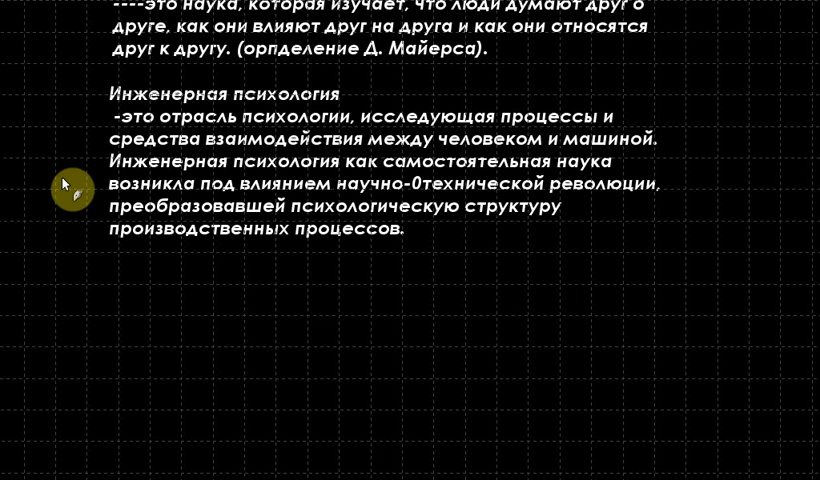 ----это наука, которая изучает, что люди думают друг о
друге, как они влияют друг на друга и как они относятся
друг к другу. (орпделение Д. Майерса).
Инженерная психология
-это отрасль психологии, исследующая процессы и
средства взаимодействия между человеком и машиной.
Инженерная психология как самостоятельная наука
возникла под влиянием научно-0технической революции,
преобразовавшей психологическую структуру
производственных процессов.